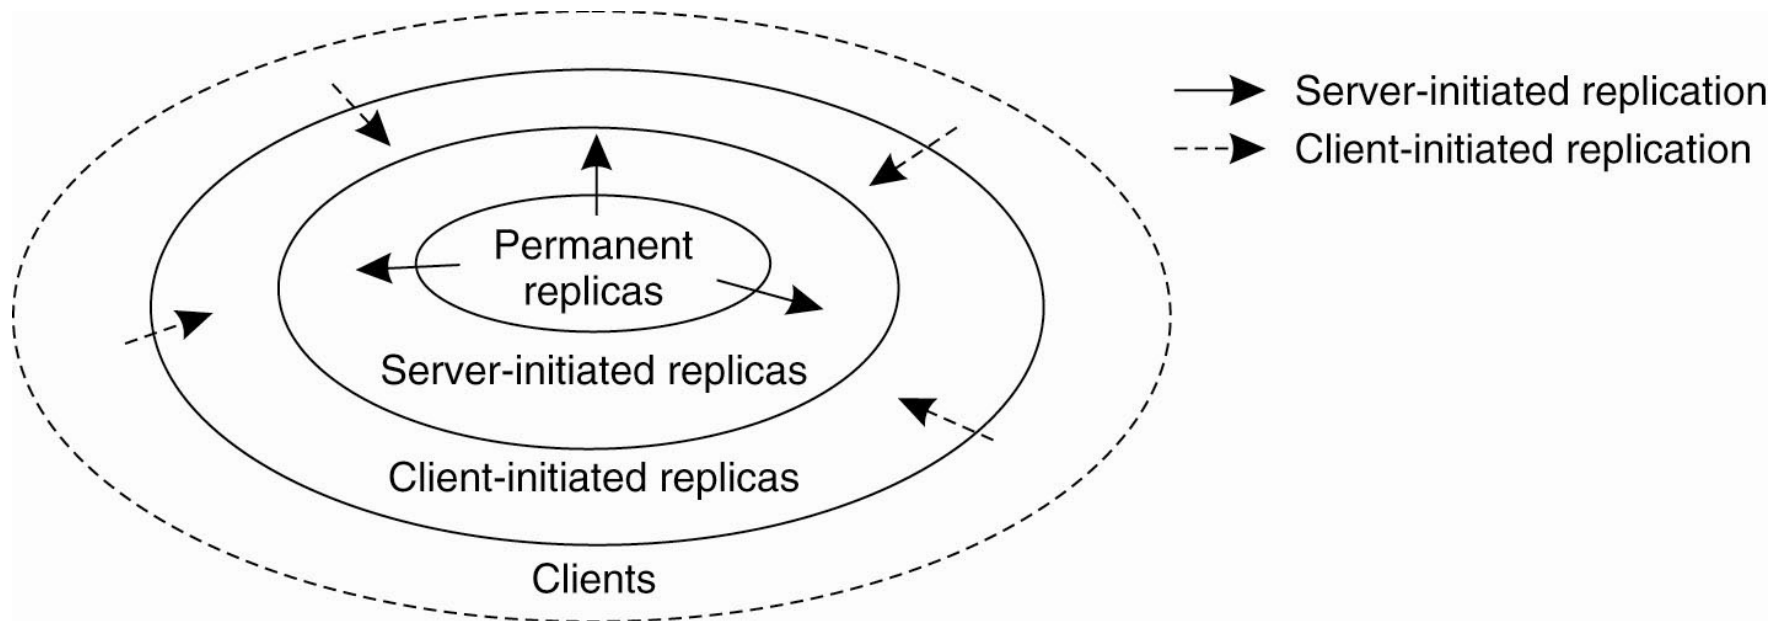 Server-initiated replication
Client-initiated replication
Permanent
replicas
Server-initiated replicas
Client-initiated replicas
Clients